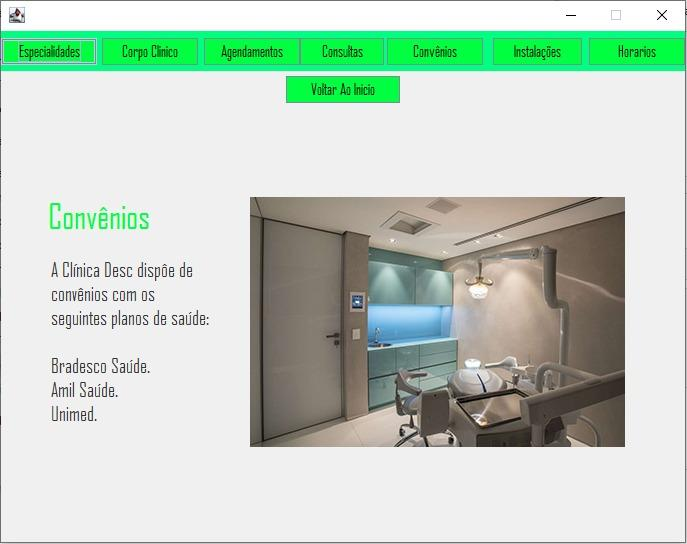 Especialidades Corpo Clinico Agendamentos Consultas Convênios Instalações Horarios
Voltar Ao Inicio
Convênios
A Clínica Desc dispõe de
convênios com os
seguintes planos de saúde:
Bradesco Saúde.
Amil Saúde.
Unimed.